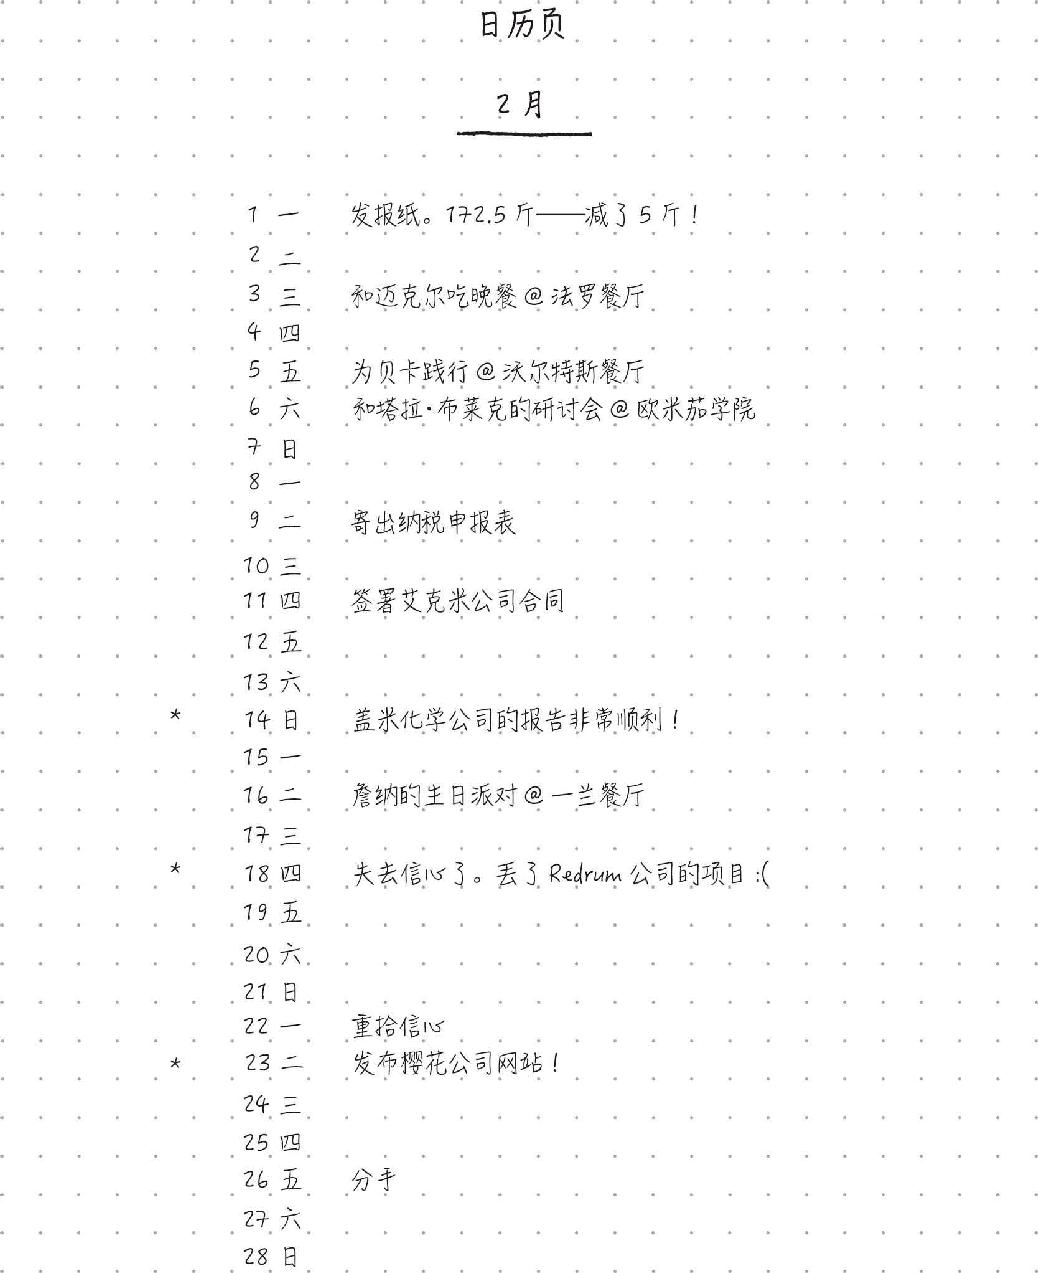 日历页
2月
1 一 发报纸。172.5斤——减了5斤！
2 二
3 三 和迈克尔吃晚餐@法罗餐厅
4 四
5 五 为贝卡践行@沃尔特斯餐厅
6 六 和塔拉·布莱克的研讨会@欧米茄学院
7 日
8 一
9 二 寄出纳税申报表
10 三
11 四 签署艾克米公司合同
12 五
13 六
* 14 日 盖米化学公司的报告非常顺利！
15 一
16 二 詹纳的生日派对@一兰餐厅
17 三
* 18 四 失去信心了。丢了Redrum公司的项目:(
19 五
20 六
21 日
22 一 重拾信心
* 23 二 发布樱花公司网站！
24 三
25 四
26 五 分手
27 六
28 日